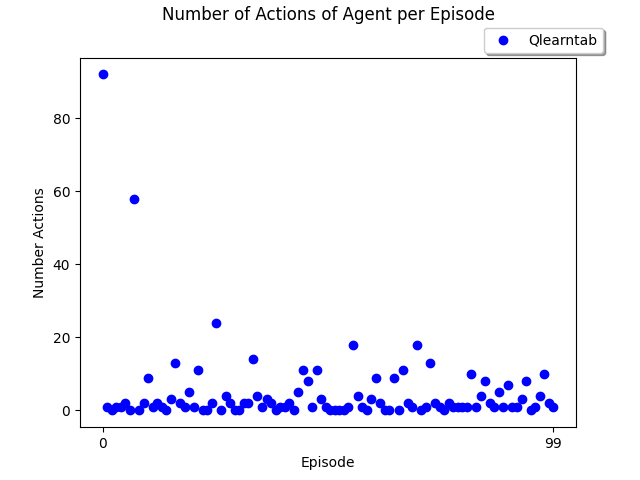 Number of Actions of Agent per Episode
Qlearntab
Number Actions
80
60
40
20
0
0
99
Episode